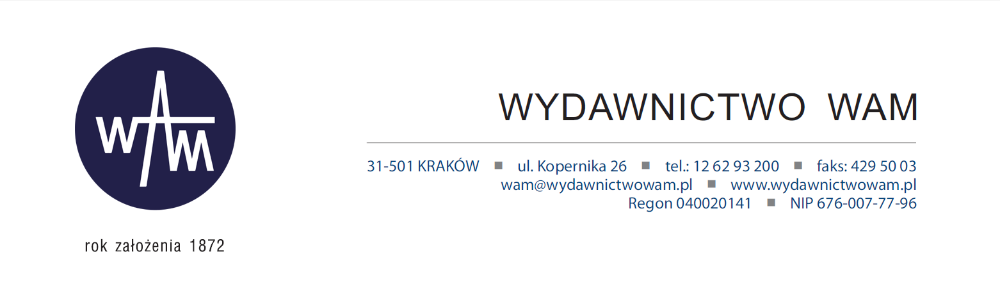 WAM
rok założenia 1872
WYDAWNICTWO WAM
31-501 KRAKÓW ■ ul. Kopernika 26 ■ tel.: 12 62 93 200 ■ faks: 429 50 03
wam@wydawnictwowam.pl ■ www.wydawnictwowam.pl
Regon 040020141 ■ NIP 676-007-77-96